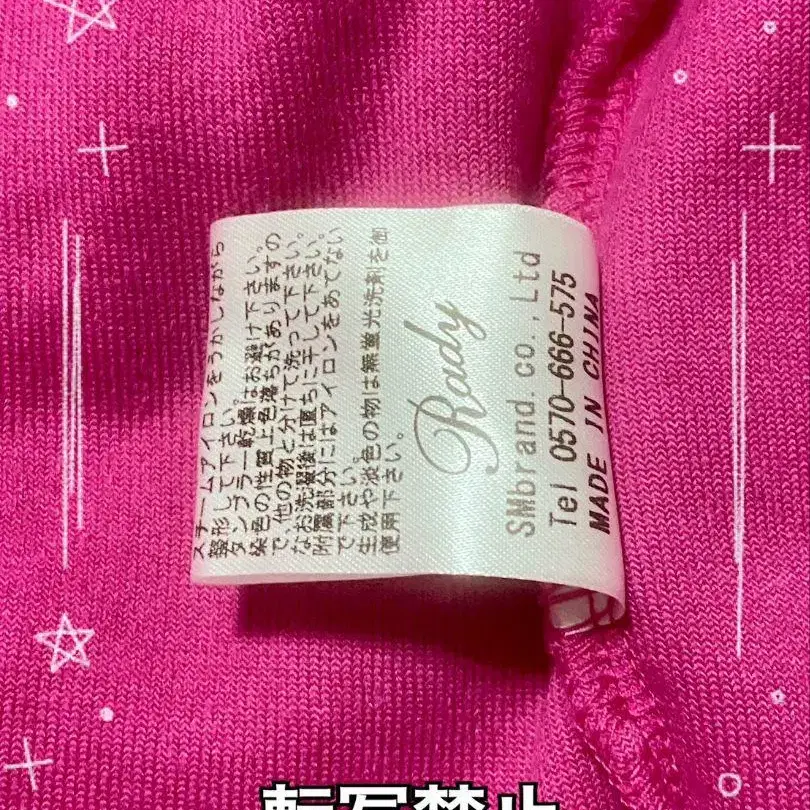 スチームアイロンをうかしながら
整形して下さい。
タンブラー乾燥はお避け下さい。
染色の性質上色落ちがありますの
で他の物と分けて洗って下さい。
なお洗濯後は直ちに干して下さい。
附属部分にはアイロンをあてない
で下さい。
生成や淡色の物は無蛍光洗剤を御
使用下さい。
Rady
SMbrand.co.,Ltd
Tel 0570-666-575
MADE IN CHINA
転写禁止